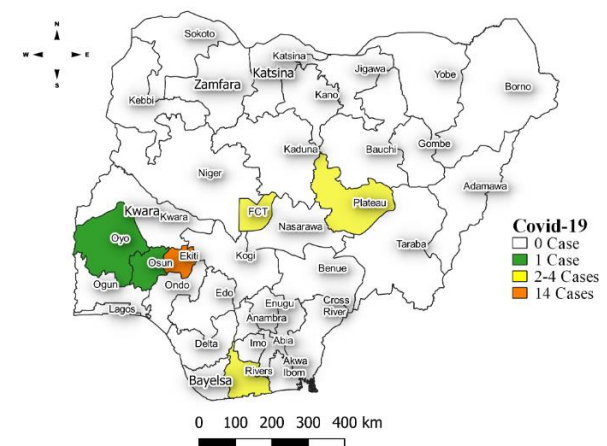 N
W E
S
Sokoto
Katsina
Katsina
Jigawa
Yobe
Borno
Zamfara
Kano
Kebbi
Kaduna
Bauchi
Gombe
Niger
Adamawa
FCT
Plateau
Kwara
Kwara
Nasarawa
Oyo
Taraba
Osun
Ekiti
Kogi
Benue
Ogun
Ondo
Edo
Enugu
Cross
River
Lagos
Anambra
Delta
Imo
Abia
Akwa
Ibom
Bayelsa
Rivers
Covid-19
0 Case
1 Case
2-4 Cases
14 Cases
0 100 200 300 400 km